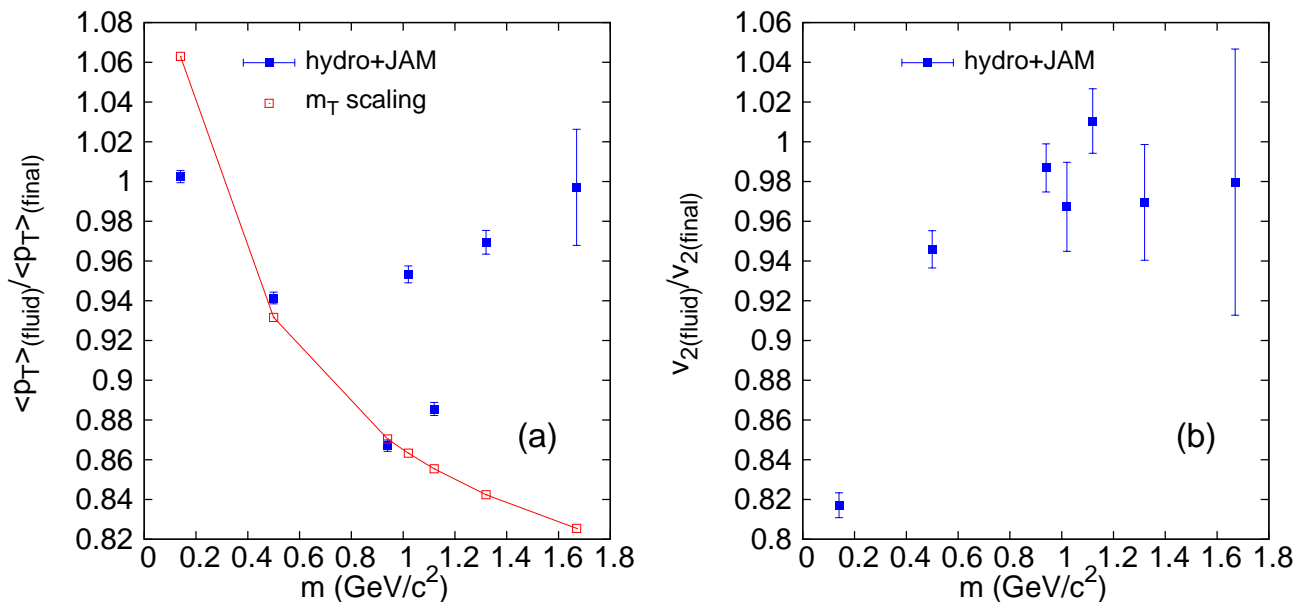 1.08
1.06
1.04
1.02
1
0.98
0.96
0.94
0.92
0.9
0.88
0.86
0.84
0.82
0 0.2 0.4 0.6 0.8 1 1.2 1.4 1.6 1.8
m (GeV/c²)
<p_T>_(fluid)/<p_T>_(final)
hydro+JAM
m_T scaling
(a)
1.06
1.04
1.02
1
0.98
0.96
0.94
0.92
0.9
0.88
0.86
0.84
0.82
0.8
0 0.2 0.4 0.6 0.8 1 1.2 1.4 1.6 1.8
m (GeV/c²)
v_2(fluid)/v_2(final)
hydro+JAM
(b)